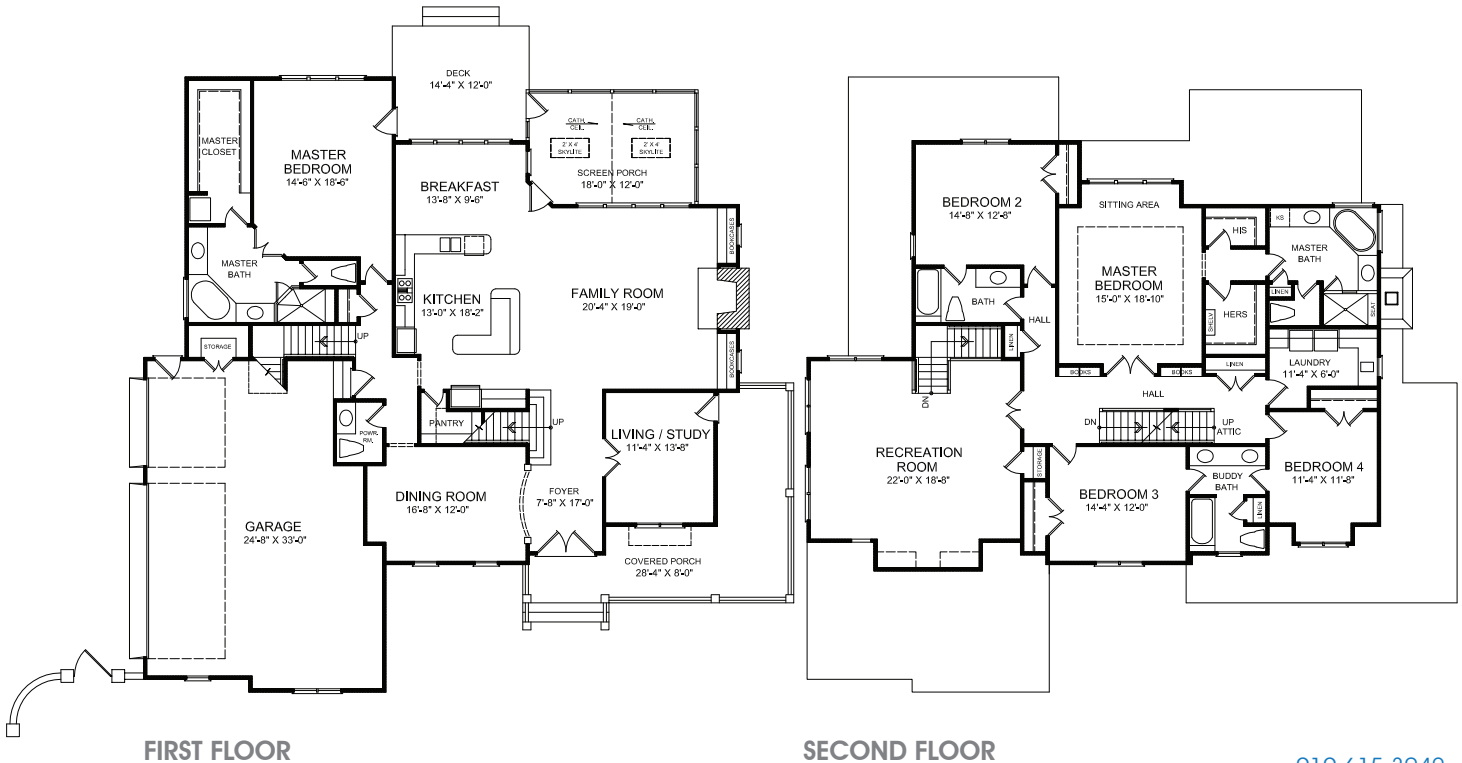 DECK
14'-4" X 12'-0"
MASTER
CLOSET
MASTER
BEDROOM
14'-6" X 18'-6"
CATH.
CEIL.
CATH.
CEIL.
2' X 4'
SKYLITE
2' X 4'
SKYLITE
SCREEN PORCH
18'-0" X 12'-0"
BREAKFAST
13'-8" X 9'-6"
BOOKCASES
MASTER
BATH
KITCHEN
13'-0" X 18'-2"
FAMILY ROOM
20'-4" X 19'-0"
UP
STORAGE
BOOKCASES
POWR.
RM.
PANTRY
UP
LIVING / STUDY
11'-4" X 13'-8"
DINING ROOM
16'-8" X 12'-0"
FOYER
7'-8" X 17'-0"
GARAGE
24'-8" X 33'-0"
COVERED PORCH
28'-4" X 8'-0"
FIRST FLOOR
BEDROOM 2
14'-8" X 12'-8"
SITTING AREA
HIS
KS
MASTER
BATH
MASTER
BEDROOM
15'-0" X 18'-10"
BATH
HALL
LINEN
SHELV
HERS
LINEN
SEAT
LAUNDRY
11'-4" X 6'-0"
BOOKS
BOOKS
LINEN
HALL
DN
DN
UP
ATTIC
RECREATION
ROOM
22'-0" X 18'-8"
STORAGE
BEDROOM 3
14'-4" X 12'-0"
BUDDY
BATH
LINEN
BEDROOM 4
11'-4" X 11'-8"
SECOND FLOOR